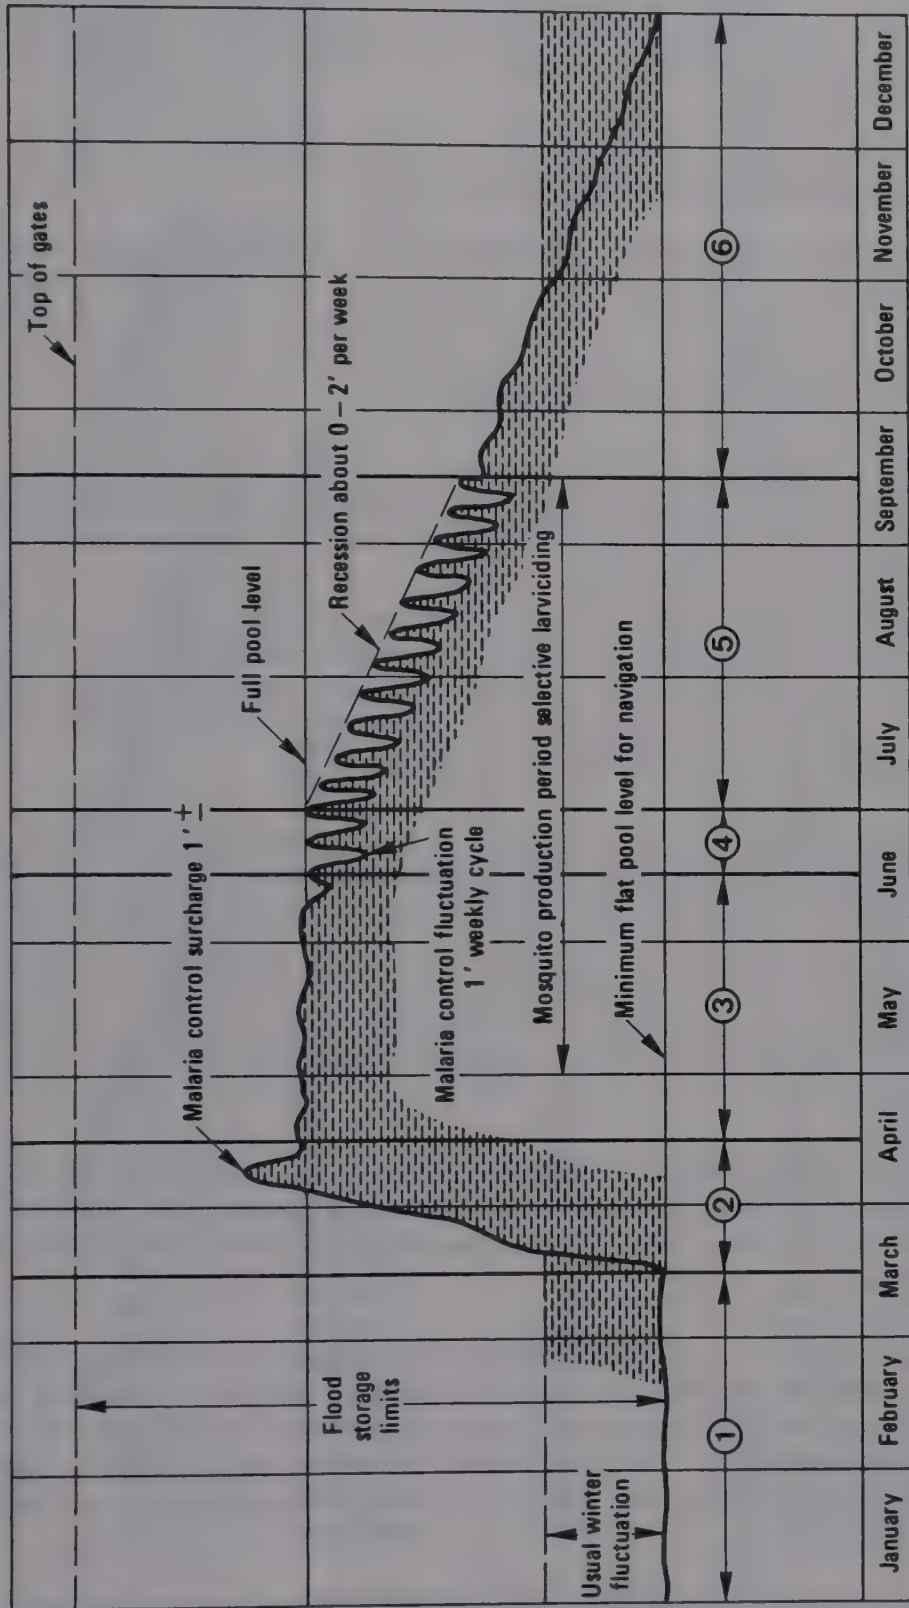 Top of gates
Malaria control surcharge 1' ±
Full pool level
Recession about 0 – 2' per week
Flood
storage
limits
Malaria control fluctuation
1' weekly cycle
Mosquito production period selective larviciding
Usual winter
fluctuation
Minimum flat pool level for navigation
1
2
3
4
5
6
January
February
March
April
May
June
July
August
September
October
November
December